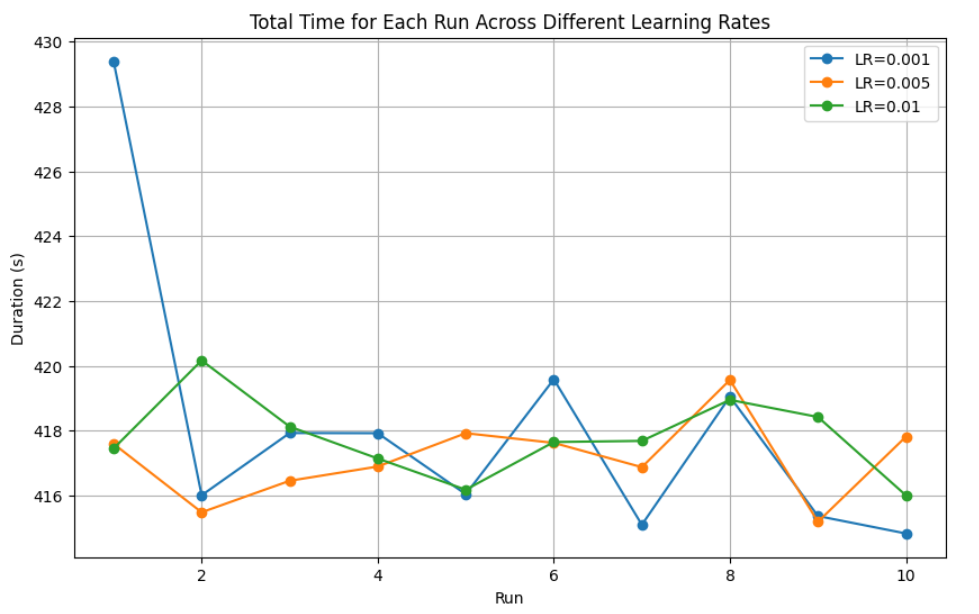 Total Time for Each Run Across Different Learning Rates
430
428
426
424
422
420
418
416
Duration (s)
LR=0.001
LR=0.005
LR=0.01
2 4 6 8 10
Run